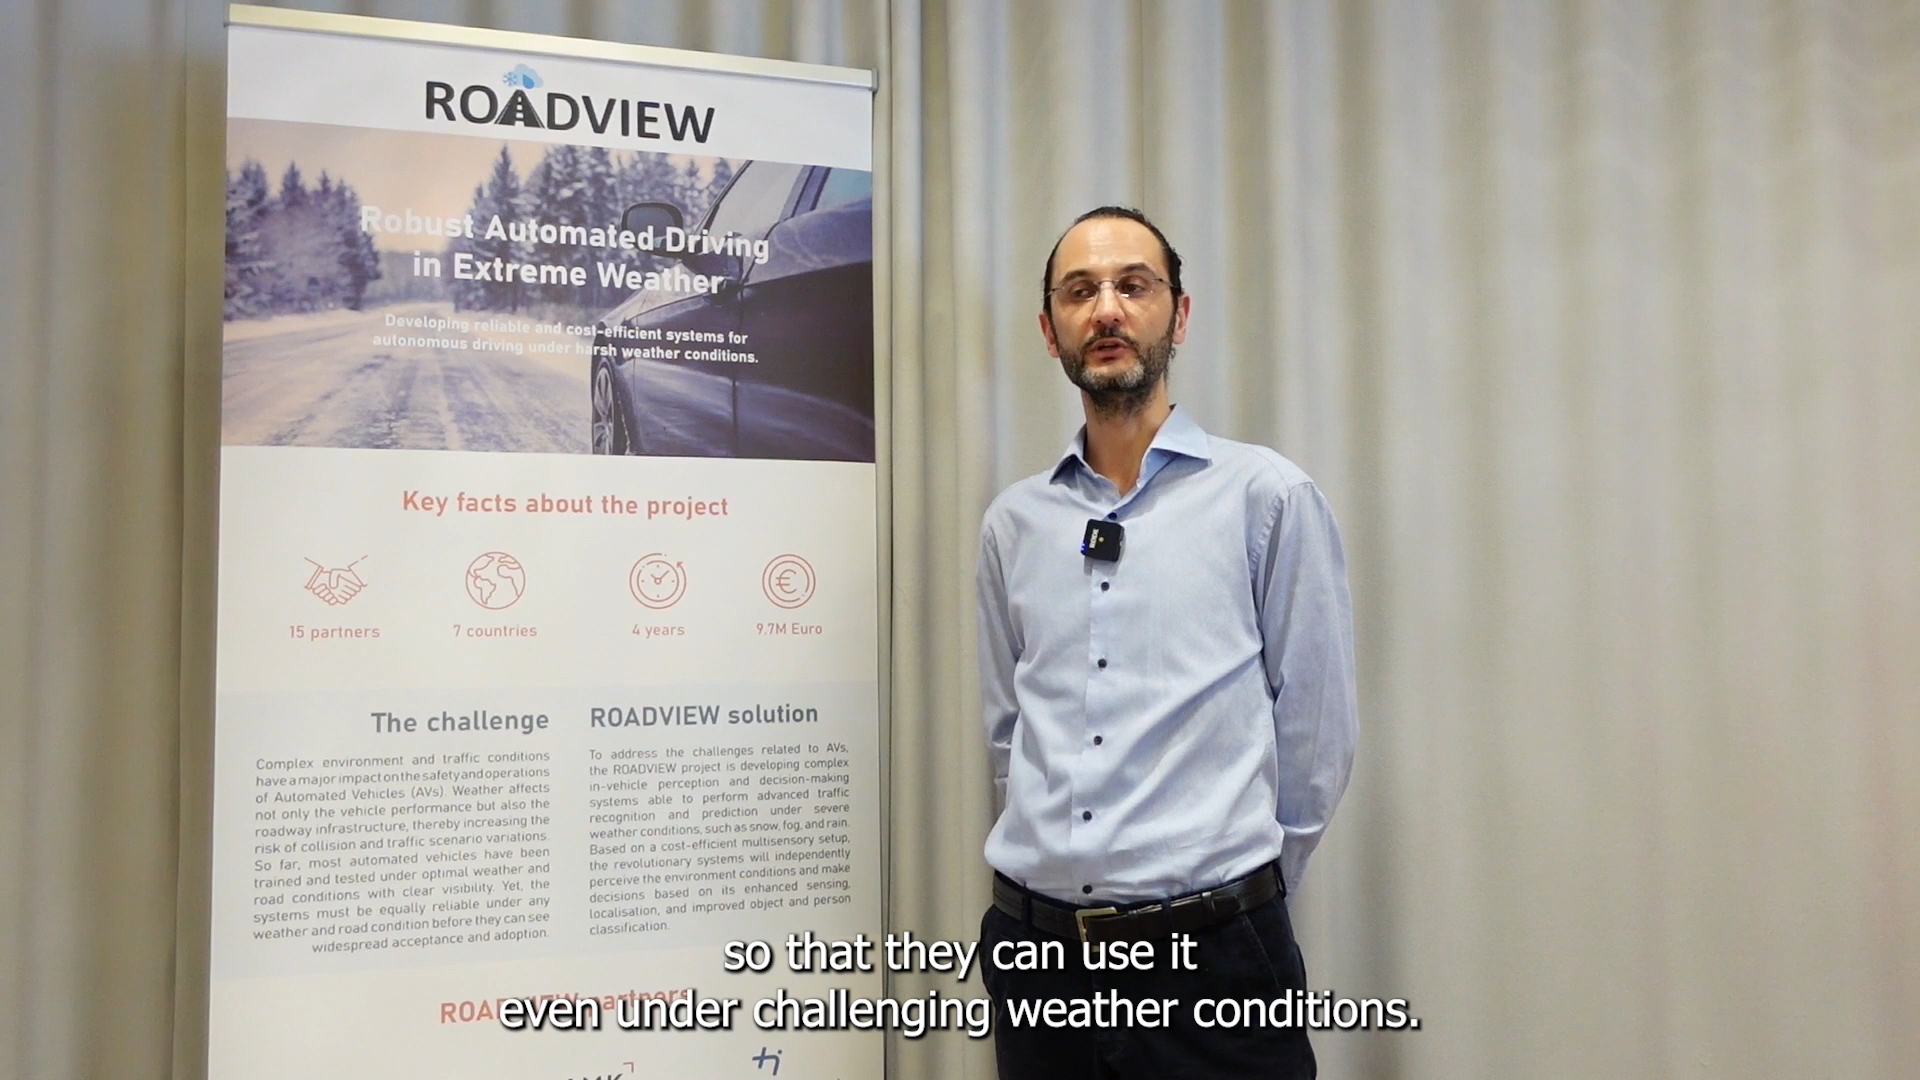 ROADVIEW
Robust Automated Driving
in Extreme Weather
Developing reliable and cost-efficient systems for
autonomous driving under harsh weather conditions.
Key facts about the project
15 partners
7 countries
4 years
9.7M Euro
The challenge
Complex environment and traffic conditions
have a major impact on the safety and operations
of Automated Vehicles (AVs). Weather affects
not only the vehicle performance but also the
roadway infrastructure, thereby increasing the
risk of collision and traffic scenario variations.
So far, most automated vehicles have been
trained and tested under optimal weather and
road conditions with clear visibility. Yet, the
systems must be equally reliable under any
weather and road condition before they can see
widespread acceptance and adoption.
ROADVIEW solution
To address the challenges related to AVs,
the ROADVIEW project is developing complex
in-vehicle perception and decision-making
systems able to perform advanced traffic
recognition and prediction under severe
weather conditions, such as snow, fog, and rain.
Based on a cost-efficient multisensory setup,
the revolutionary systems will independently
perceive the environment conditions and make
decisions based on its enhanced sensing,
localisation, and improved object and person
classification.
ROADVIEW partners
so that they can use it
even under challenging weather conditions.